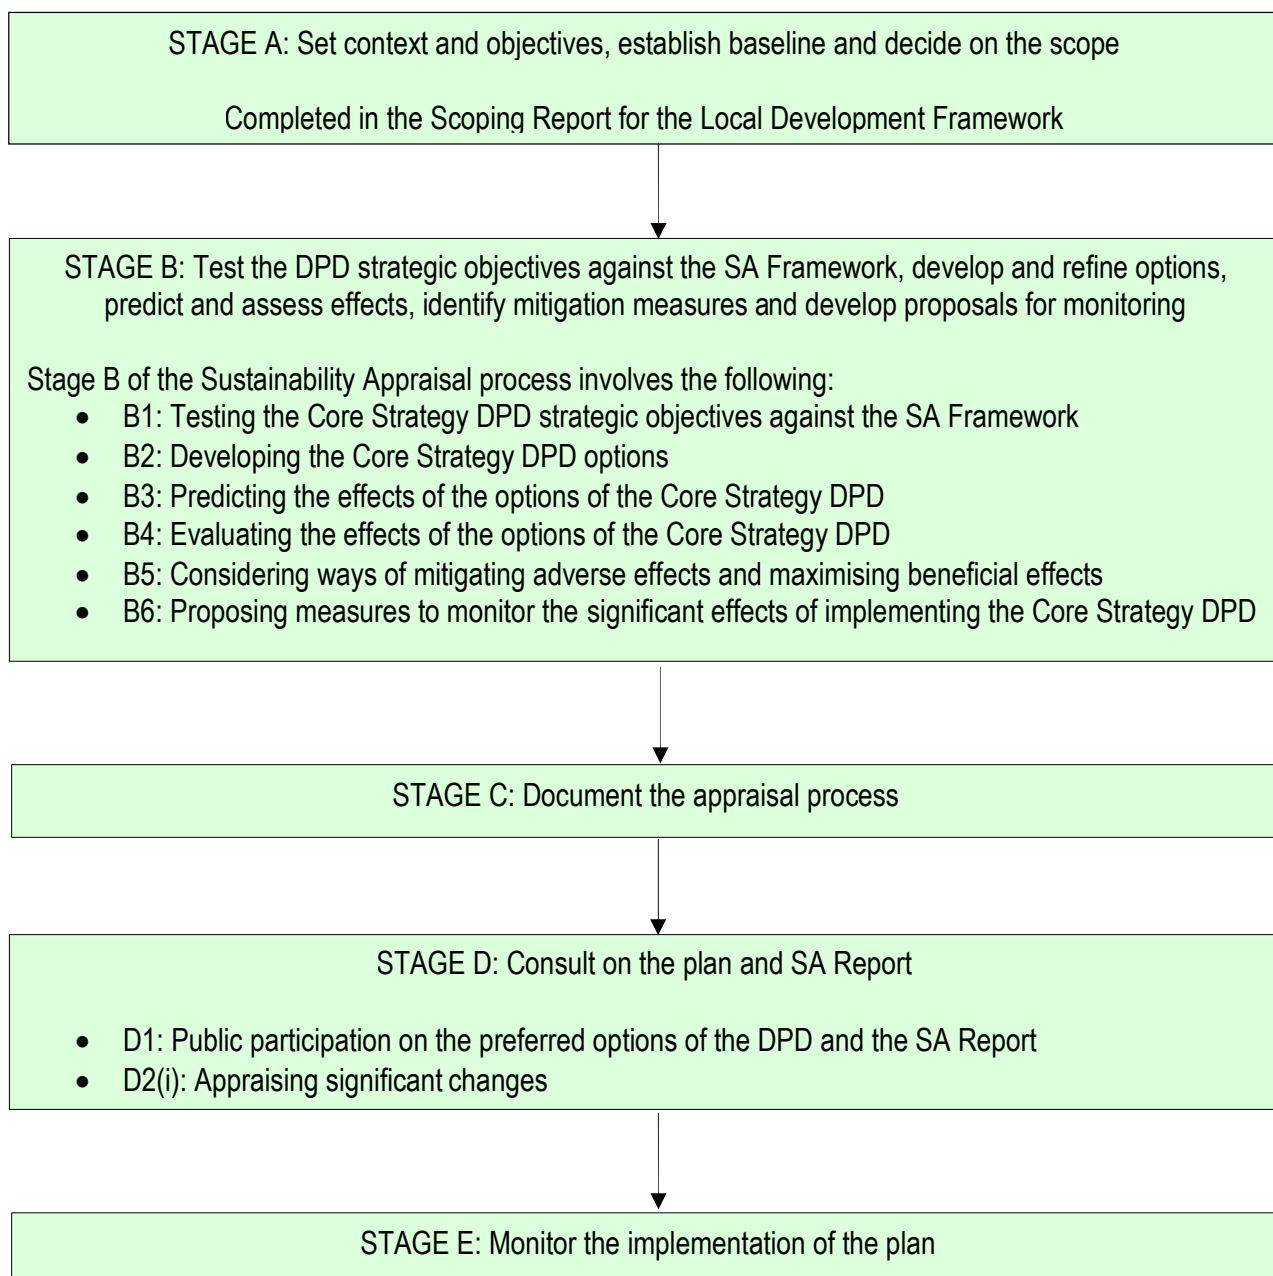 STAGE A: Set context and objectives, establish baseline and decide on the scope
Completed in the Scoping Report for the Local Development Framework
STAGE B: Test the DPD strategic objectives against the SA Framework, develop and refine options,
predict and assess effects, identify mitigation measures and develop proposals for monitoring
Stage B of the Sustainability Appraisal process involves the following:
• B1: Testing the Core Strategy DPD strategic objectives against the SA Framework
• B2: Developing the Core Strategy DPD options
• B3: Predicting the effects of the options of the Core Strategy DPD
• B4: Evaluating the effects of the options of the Core Strategy DPD
• B5: Considering ways of mitigating adverse effects and maximising beneficial effects
• B6: Proposing measures to monitor the significant effects of implementing the Core Strategy DPD
STAGE C: Document the appraisal process
STAGE D: Consult on the plan and SA Report
• D1: Public participation on the preferred options of the DPD and the SA Report
• D2(i): Appraising significant changes
STAGE E: Monitor the implementation of the plan